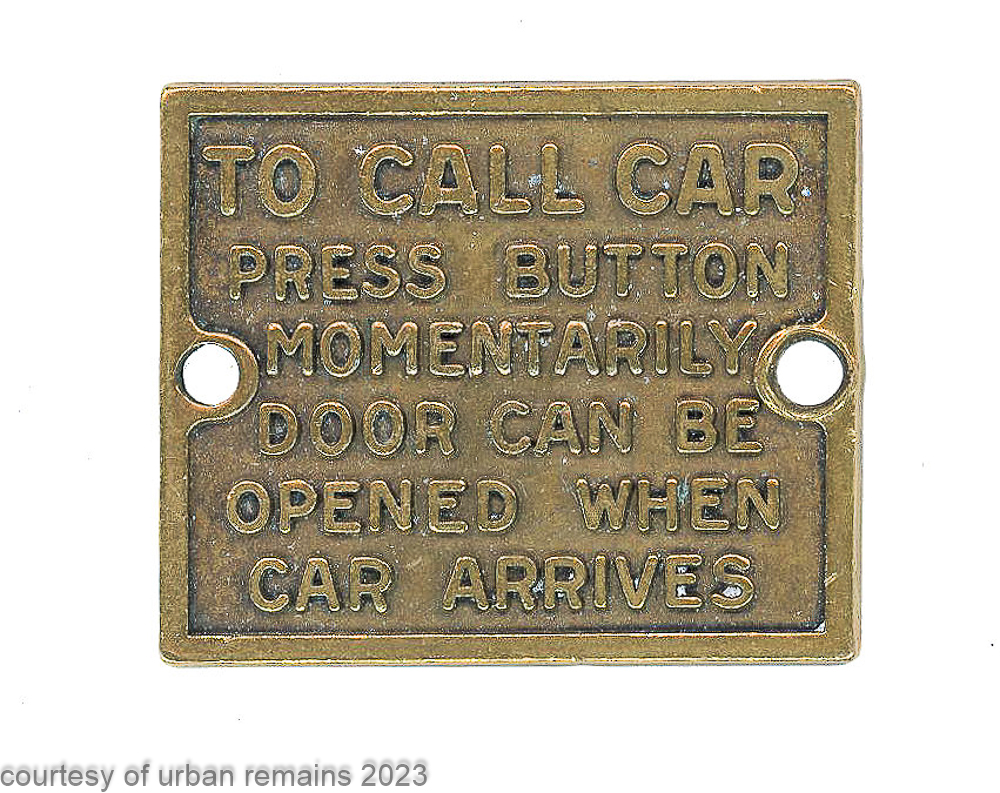 TO CALL CAR
PRESS BUTTON
MOMENTARILY
DOOR CAN BE
OPENED WHEN
CAR ARRIVES
courtesy of urban remains 2023